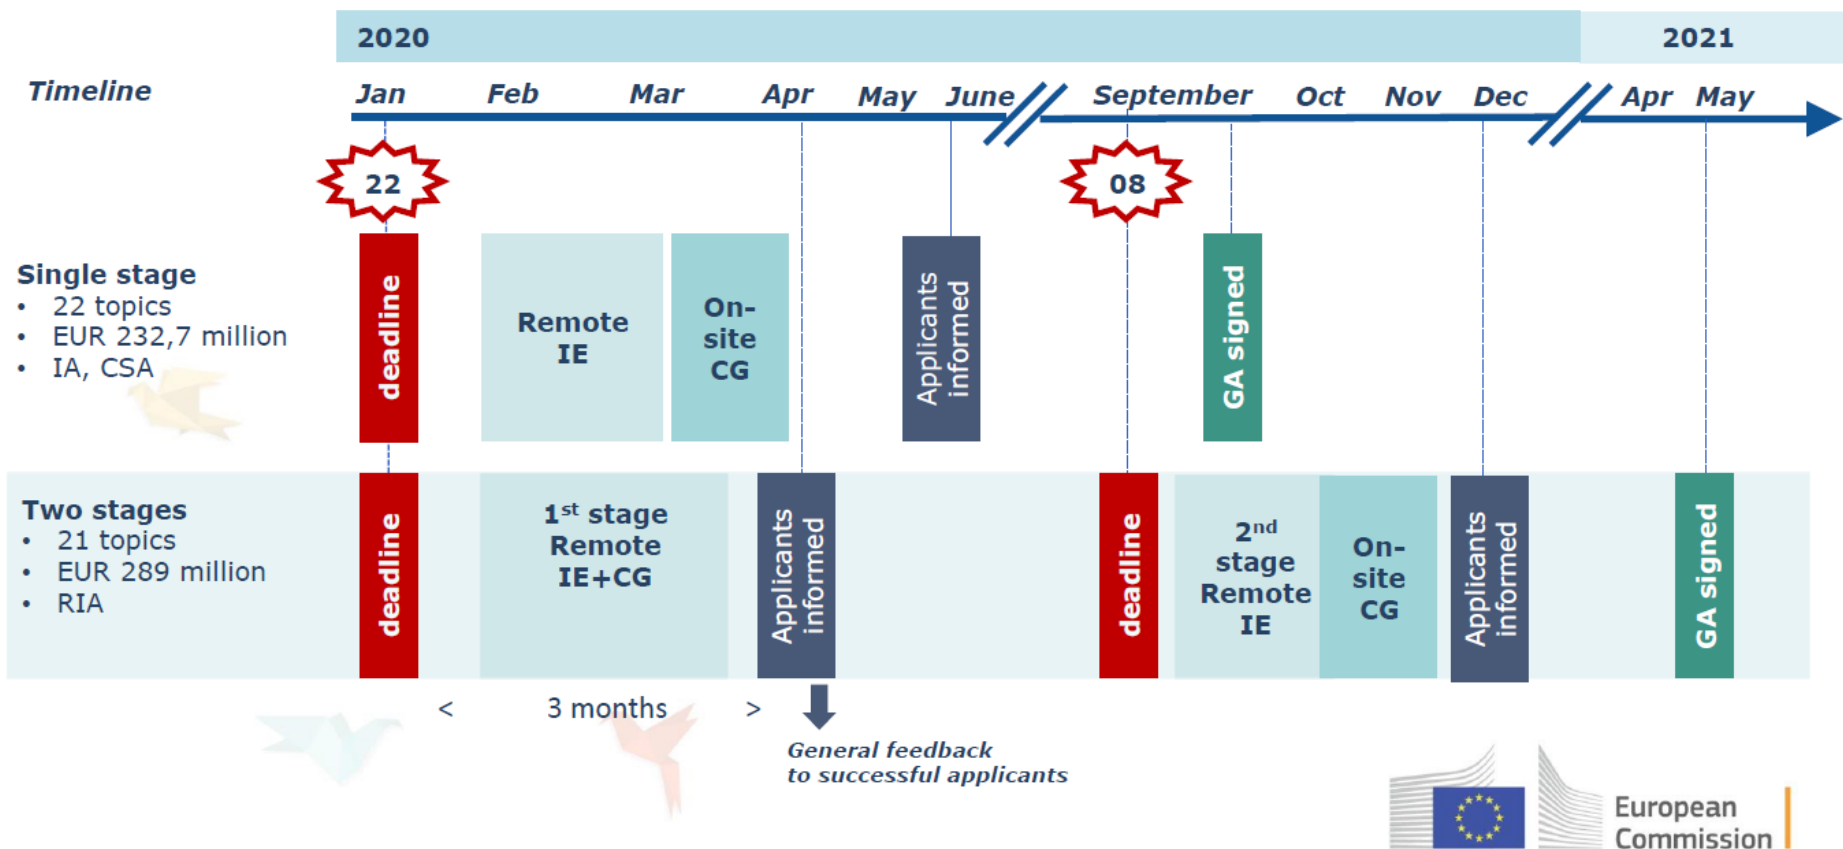 2020
2021
Timeline
Jan
Feb
Mar
Apr
May
June
September
Oct
Nov
Dec
Apr
May
22
08
Single stage
• 22 topics
• EUR 232,7 million
• IA, CSA
deadline
Remote
IE
On-
site
CG
Applicants
informed
GA signed
Two stages
• 21 topics
• EUR 289 million
• RIA
deadline
1st stage
Remote
IE+CG
Applicants
informed
deadline
2nd
stage
Remote
IE
On-
site
CG
Applicants
informed
GA signed
< 3 months >
General feedback
to successful applicants
European
Commission